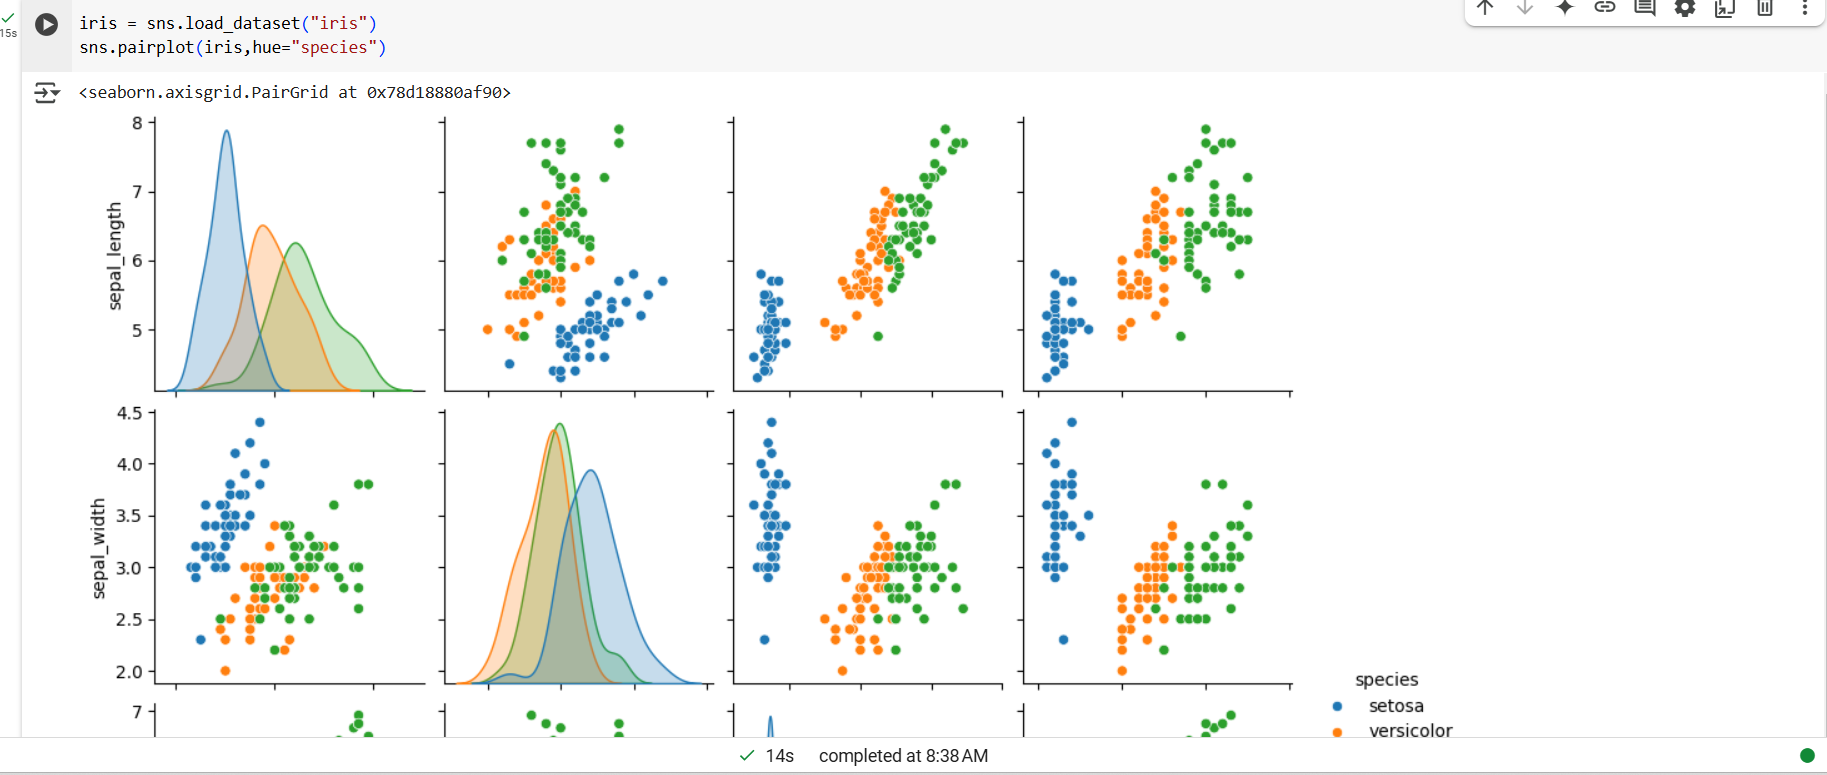 iris = sns.load_dataset("iris")
15s
sns.pairplot(iris,hue="species")
<seaborn.axisgrid.PairGrid at 0x78d18880af90>
8
7
6
5
sepal_length
4.5
4.0
3.5
3.0
2.5
2.0
sepal_width
7
species
setosa
versicolor
14s completed at 8:38 AM